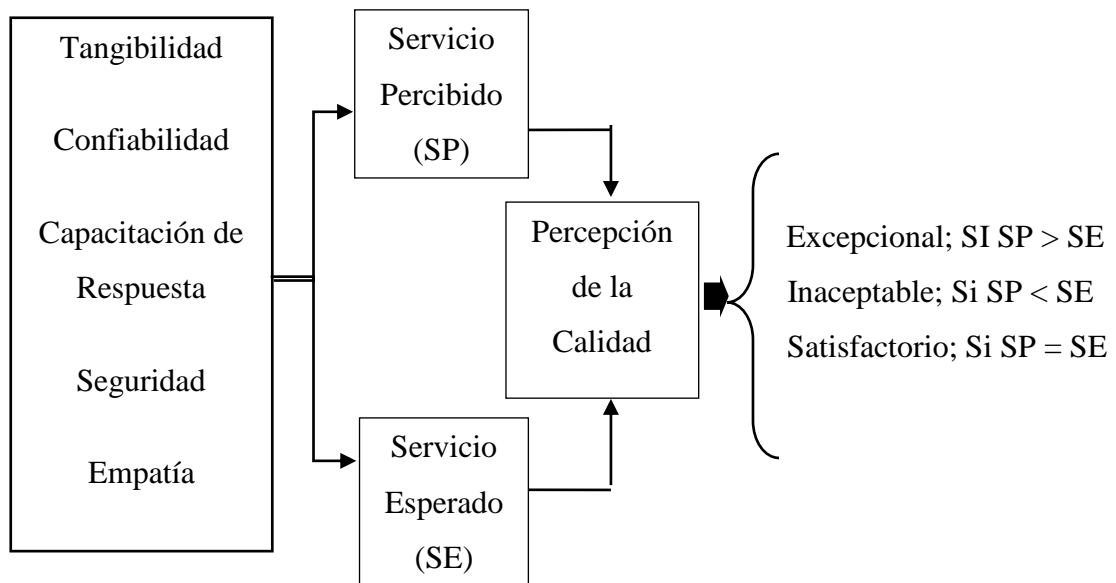 Tangibilidad
Confiabilidad
Capacitación de
Respuesta
Seguridad
Empatía
Servicio
Percibido
(SP)
Servicio
Esperado
(SE)
Percepción
de la
Calidad
Excepcional; SI SP > SE
Inaceptable; Si SP < SE
Satisfactorio; Si SP = SE